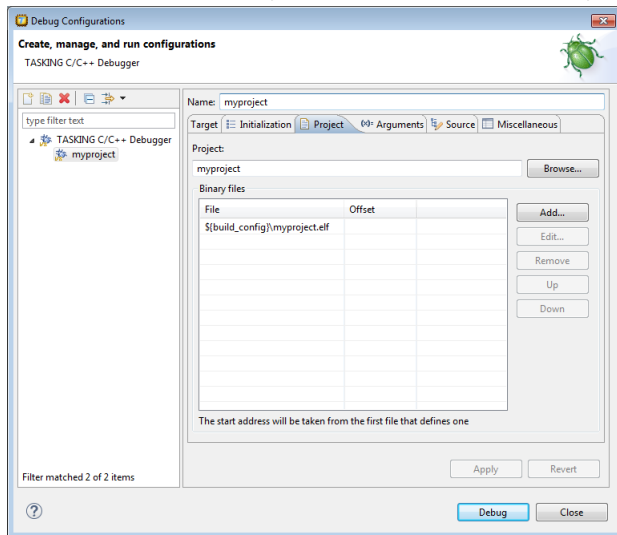 Debug Configurations
Create, manage, and run configurations
TASKING C/C++ Debugger
type filter text
TASKING C/C++ Debugger
myproject
Filter matched 2 of 2 items
Name: myproject
Target Initialization Project (x)= Arguments Source Miscellaneous
Project:
myproject Browse...
Binary files
File Offset
${build_config}\myproject.elf
Add...
Edit...
Remove
Up
Down
The start address will be taken from the first file that defines one
Apply Revert
? Debug Close